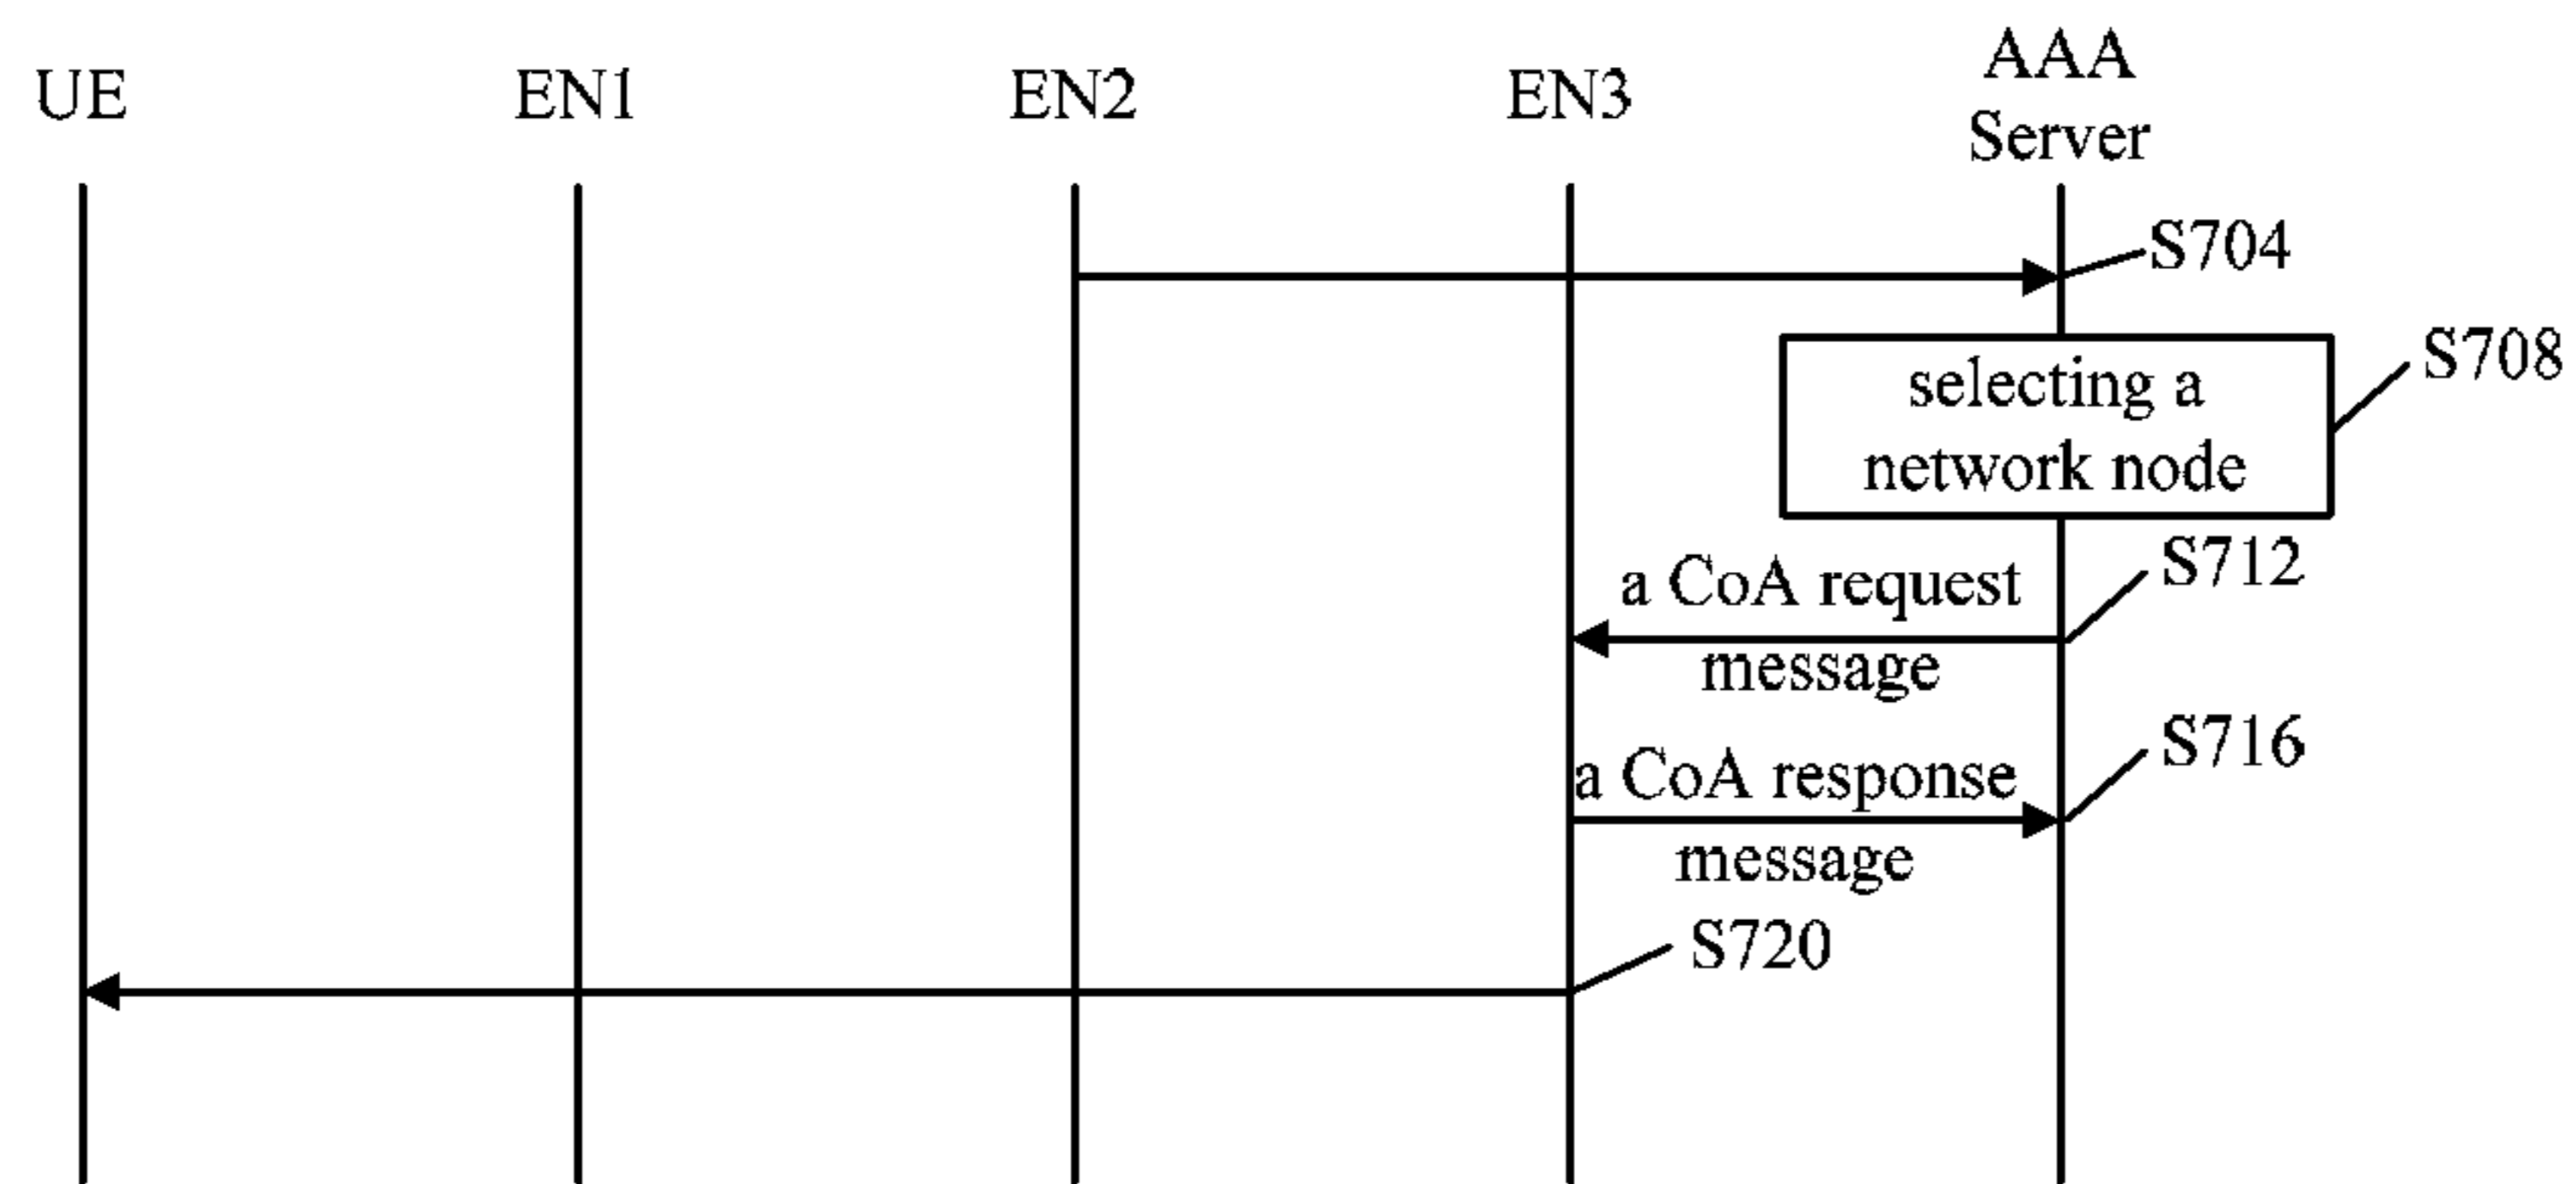 UE
EN1
EN2
EN3
AAA
Server
S704
selecting a
network node
S708
a CoA request
message
S712
a CoA response
message
S716
S720